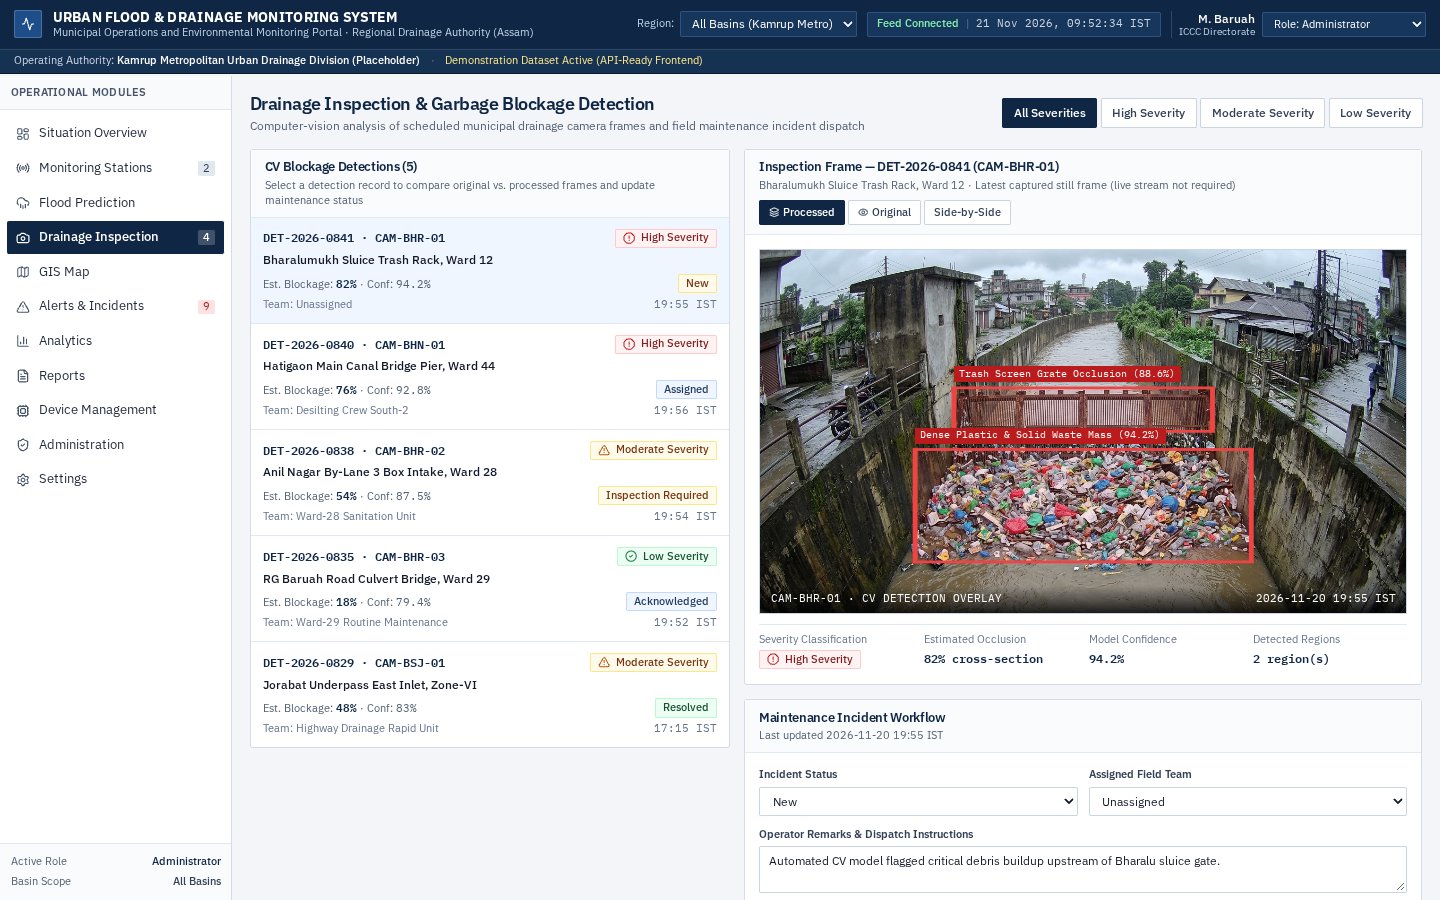 URBAN FLOOD & DRAINAGE MONITORING SYSTEM
Municipal Operations and Environmental Monitoring Portal · Regional Drainage Authority (Assam)
Region: All Basins (Kamrup Metro)
Feed Connected | 21 Nov 2026, 09:52:34 IST
M. Baruah
ICCC Directorate
Role: Administrator
Operating Authority: Kamrup Metropolitan Urban Drainage Division (Placeholder) · Demonstration Dataset Active (API-Ready Frontend)
OPERATIONAL MODULES
Situation Overview
Monitoring Stations 2
Flood Prediction
Drainage Inspection 4
GIS Map
Alerts & Incidents 9
Analytics
Reports
Device Management
Administration
Settings
Active Role Administrator
Basin Scope All Basins
Drainage Inspection & Garbage Blockage Detection
Computer-vision analysis of scheduled municipal drainage camera frames and field maintenance incident dispatch
All Severities High Severity Moderate Severity Low Severity
CV Blockage Detections (5)
Select a detection record to compare original vs. processed frames and update
maintenance status
DET-2026-0841 · CAM-BHR-01 High Severity
Bharalumukh Sluice Trash Rack, Ward 12
Est. Blockage: 82% · Conf: 94.2% New
Team: Unassigned 19:55 IST
DET-2026-0840 · CAM-BHN-01 High Severity
Hatigaon Main Canal Bridge Pier, Ward 44
Est. Blockage: 76% · Conf: 92.8% Assigned
Team: Desilting Crew South-2 19:56 IST
DET-2026-0838 · CAM-BHR-02 Moderate Severity
Anil Nagar By-Lane 3 Box Intake, Ward 28
Est. Blockage: 54% · Conf: 87.5% Inspection Required
Team: Ward-28 Sanitation Unit 19:54 IST
DET-2026-0835 · CAM-BHR-03 Low Severity
RG Baruah Road Culvert Bridge, Ward 29
Est. Blockage: 18% · Conf: 79.4% Acknowledged
Team: Ward-29 Routine Maintenance 19:52 IST
DET-2026-0829 · CAM-BSJ-01 Moderate Severity
Jorabat Underpass East Inlet, Zone-VI
Est. Blockage: 48% · Conf: 83% Resolved
Team: Highway Drainage Rapid Unit 17:15 IST
Inspection Frame — DET-2026-0841 (CAM-BHR-01)
Bharalumukh Sluice Trash Rack, Ward 12 · Latest captured still frame (live stream not required)
Processed Original Side-by-Side
Trash Screen Grate Occlusion (88.6%)
Dense Plastic & Solid Waste Mass (94.2%)
CAM-BHR-01 · CV DETECTION OVERLAY 2026-11-20 19:55 IST
Severity Classification Estimated Occlusion Model Confidence Detected Regions
High Severity 82% cross-section 94.2% 2 region(s)
Maintenance Incident Workflow
Last updated 2026-11-20 19:55 IST
Incident Status Assigned Field Team
New Unassigned
Operator Remarks & Dispatch Instructions
Automated CV model flagged critical debris buildup upstream of Bharalu sluice gate.